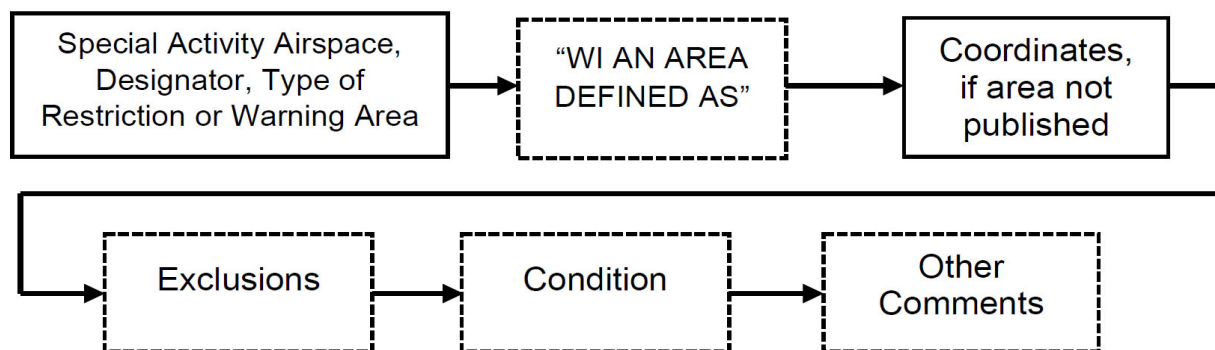 Special Activity Airspace,
Designator, Type of
Restriction or Warning Area
“WI AN AREA
DEFINED AS”
Coordinates,
if area not
published
Exclusions
Condition
Other
Comments